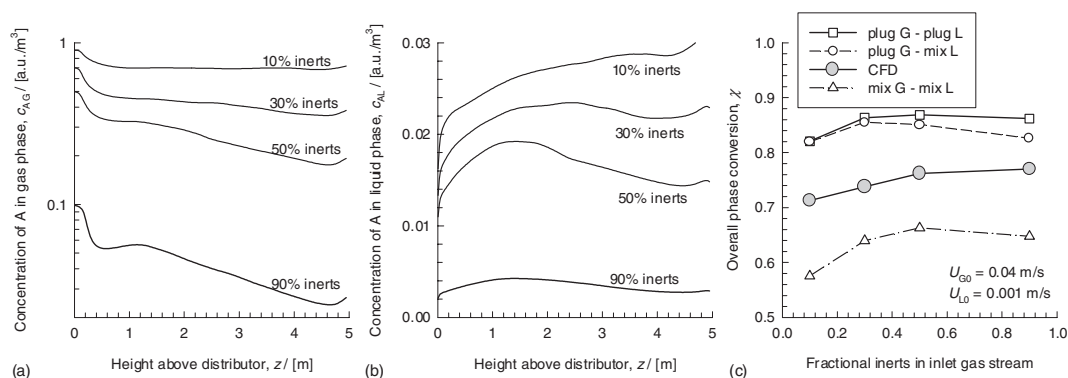 Concentration of A in gas phase, c_AG / [a.u./m³]
1
0.1
10% inerts
30% inerts
50% inerts
90% inerts
0 1 2 3 4 5
Height above distributor, z / [m]
(a)
Concentration of A in liquid phase, c_AL / [a.u./m³]
0.03
0.02
0.01
0.00
10% inerts
30% inerts
50% inerts
90% inerts
0 1 2 3 4 5
Height above distributor, z / [m]
(b)
plug G - plug L
plug G - mix L
CFD
mix G - mix L
Overall phase conversion, χ
1.0
0.9
0.8
0.7
0.6
0.5
U_G0 = 0.04 m/s
U_L0 = 0.001 m/s
0.0 0.2 0.4 0.6 0.8 1.0
Fractional inerts in inlet gas stream
(c)